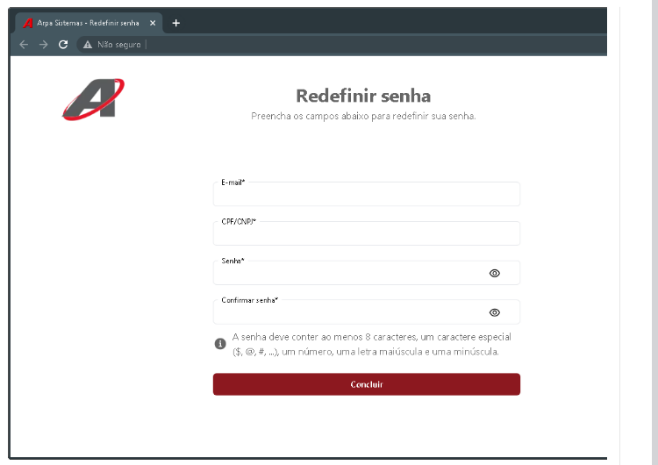 Arpa Sistemas - Redefinir senha
Não seguro
Redefinir senha
Preencha os campos abaixo para redefinir sua senha.
E-mail*
CPF/CNPJ*
Senha*
Confirmar senha*
A senha deve conter ao menos 8 caracteres, um caractere especial
($, @, #, ...), um número, uma letra maiúscula e uma minúscula.
Concluir